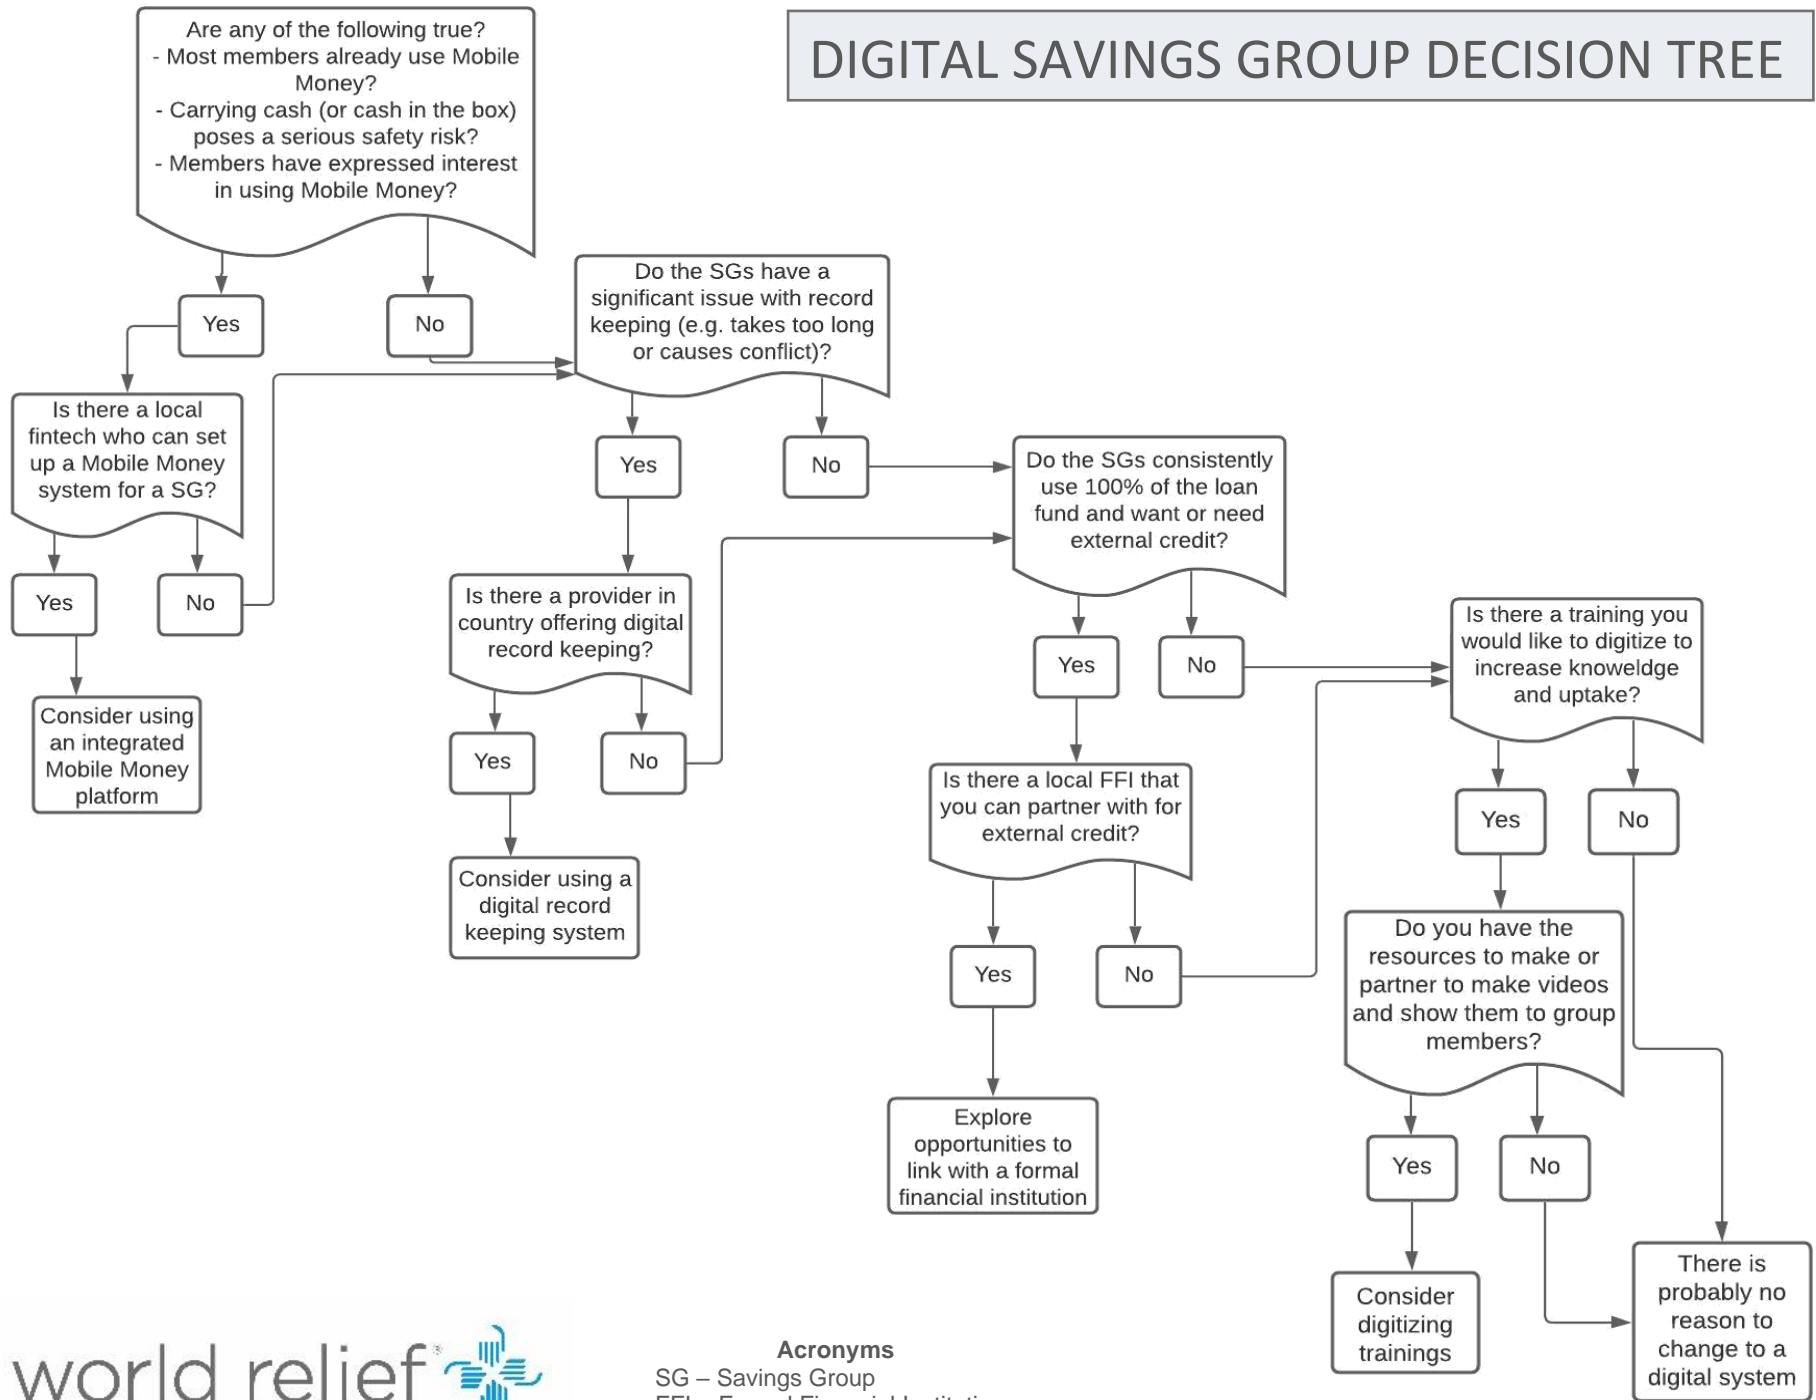 DIGITAL SAVINGS GROUP DECISION TREE
Are any of the following true?
- Most members already use Mobile
Money?
- Carrying cash (or cash in the box)
poses a serious safety risk?
- Members have expressed interest
in using Mobile Money?
Yes
No
Is there a local
fintech who can set
up a Mobile Money
system for a SG?
Yes
No
Consider using
an integrated
Mobile Money
platform
Do the SGs have a
significant issue with record
keeping (e.g. takes too long
or causes conflict)?
Yes
No
Is there a provider in
country offering digital
record keeping?
Yes
No
Consider using a
digital record
keeping system
Do the SGs consistently
use 100% of the loan
fund and want or need
external credit?
Yes
No
Is there a local FFI that
you can partner with for
external credit?
Yes
No
Explore
opportunities to
link with a formal
financial institution
Is there a training you
would like to digitize to
increase knoweldge
and uptake?
Yes
No
Do you have the
resources to make or
partner to make videos
and show them to group
members?
Yes
No
Consider
digitizing
trainings
There is
probably no
reason to
change to a
digital system
world relief®
Acronyms
SG – Savings Group